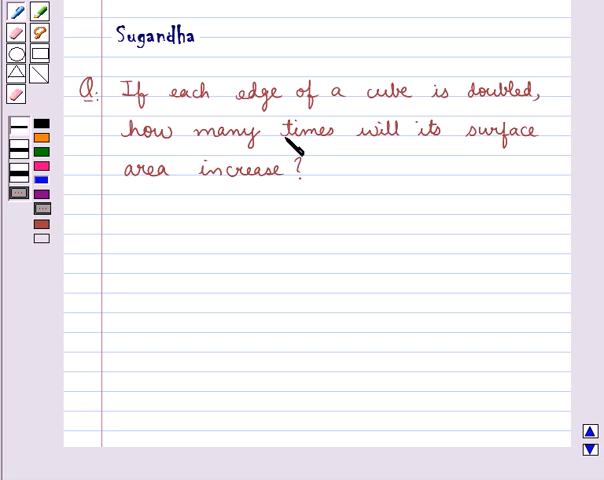 Sugandha
Q. If each edge of a cube is doubled,
how many times will its surface
area increase?